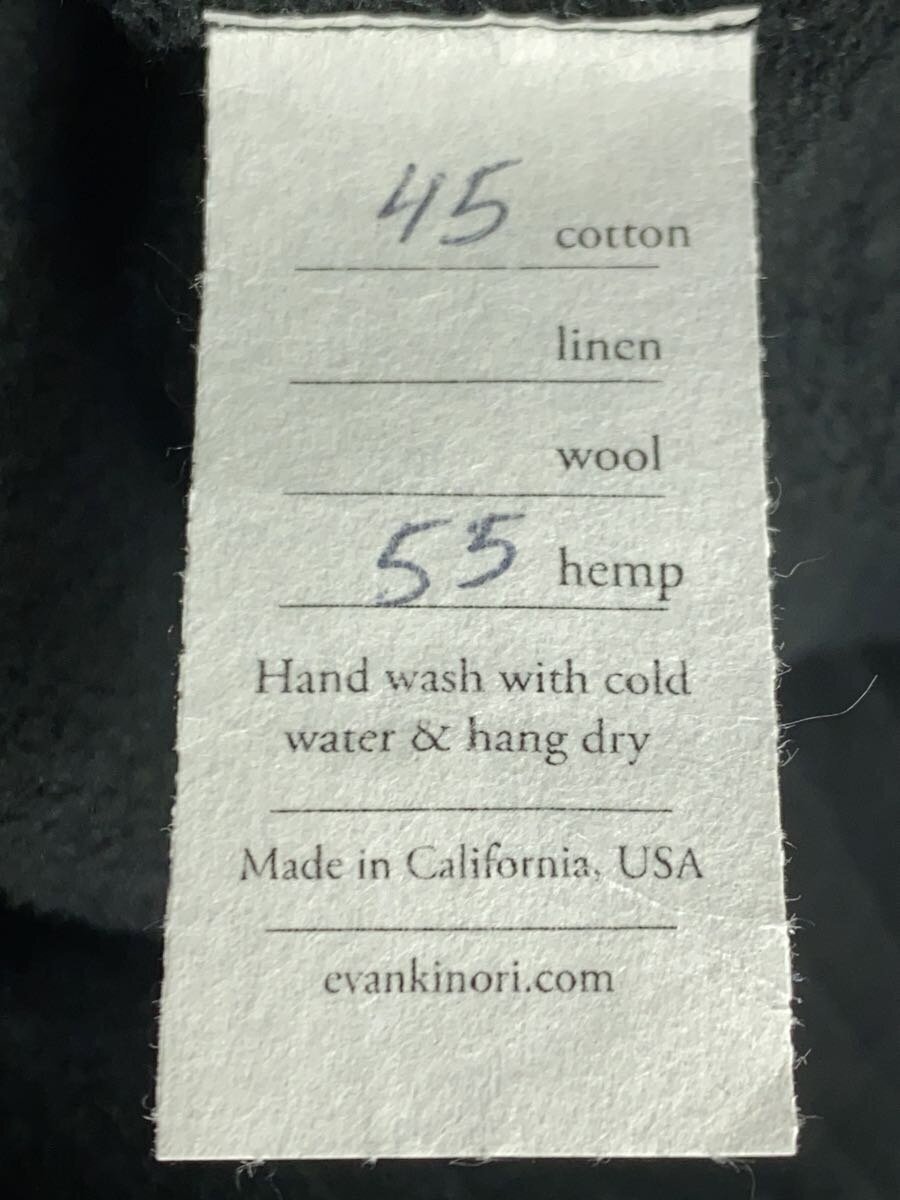 45 cotton
linen
wool
55 hemp
Hand wash with cold
water & hang dry
Made in California, USA
evankinori.com